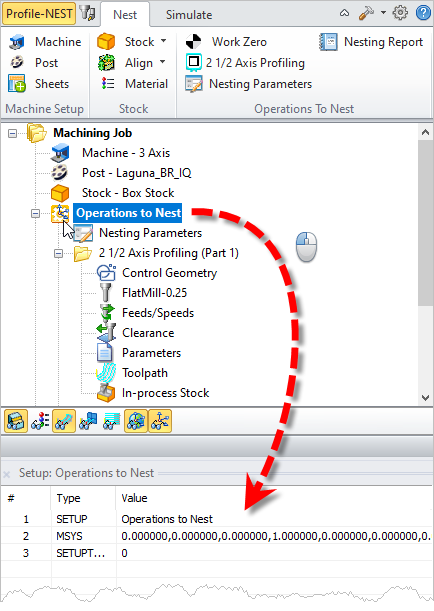 Profile-NEST Nest Simulate
Machine Stock Work Zero Nesting Report
Post Align 2 1/2 Axis Profiling
Sheets Material Nesting Parameters
Machine Setup Stock Operations To Nest
Machining Job
Machine - 3 Axis
Post - Laguna_BR_IQ
Stock - Box Stock
Operations to Nest
Nesting Parameters
2 1/2 Axis Profiling (Part 1)
Control Geometry
FlatMill-0.25
Feeds/Speeds
Clearance
Parameters
Toolpath
In-process Stock
Setup: Operations to Nest
# Type Value
1 SETUP Operations to Nest
2 MSYS 0.000000,0.000000,0.000000,1.000000,0.000000,0.000000,0.
3 SETUPT... 0